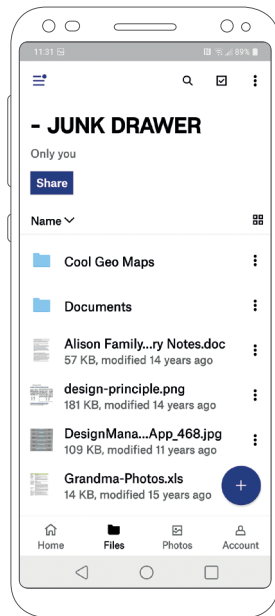 11:31
89%
- JUNK DRAWER
Only you
Share
Name
Cool Geo Maps
Documents
Alison Family...ry Notes.doc
57 KB, modified 14 years ago
design-principle.png
181 KB, modified 14 years ago
DesignMana...App_468.jpg
109 KB, modified 11 years ago
Grandma-Photos.xls
14 KB, modified 15 years ago
Home
Files
Photos
Account